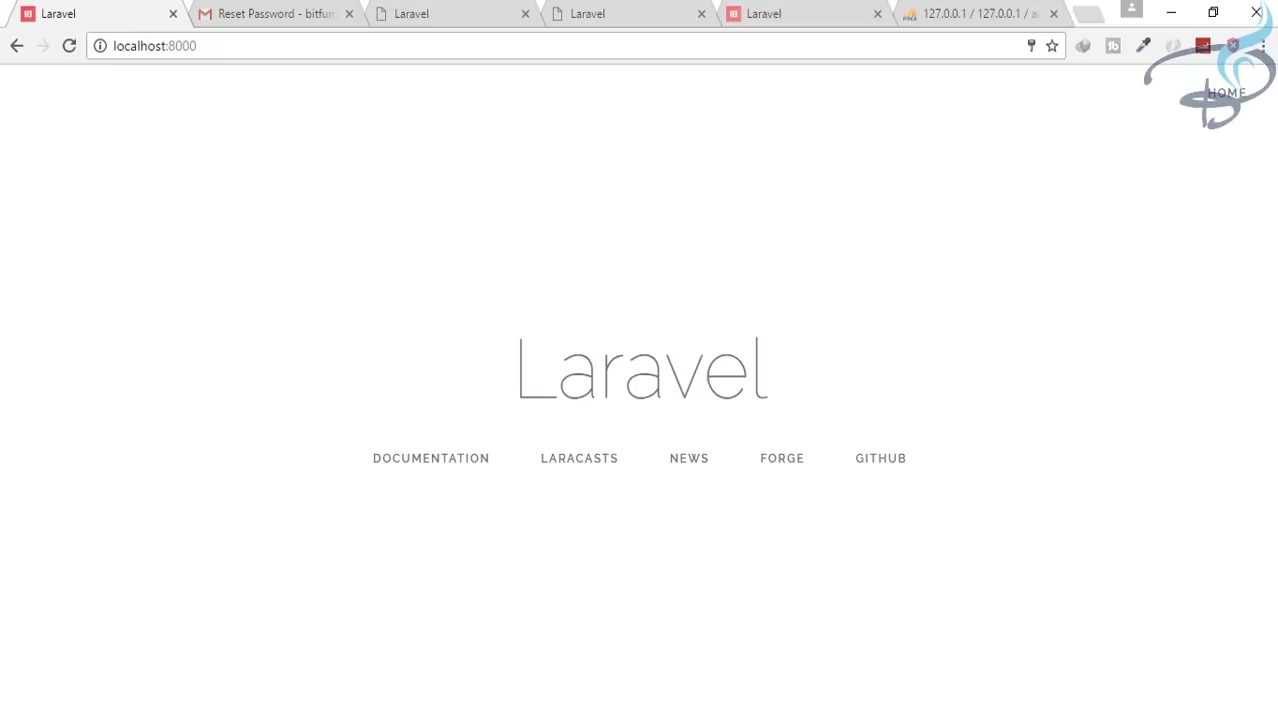 Laravel
Reset Password - bitfum
Laravel
Laravel
Laravel
127.0.0.1 / 127.0.0.1 / a
localhost:8000
HOME
Laravel
DOCUMENTATION LARACASTS NEWS FORGE GITHUB